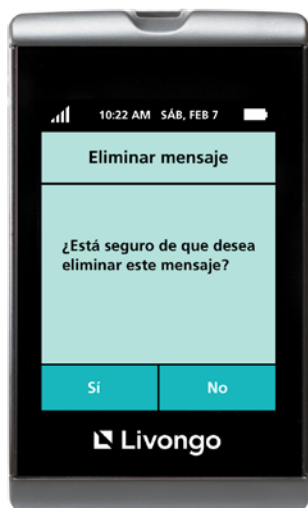 10:22 AM SÁB, FEB 7
Eliminar mensaje
¿Está seguro de que desea
eliminar este mensaje?
Sí
No
Livongo